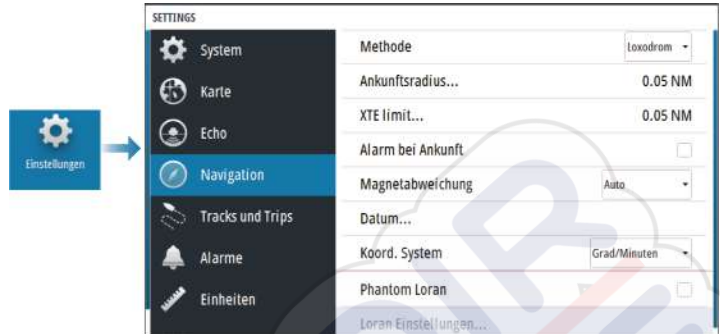 SETTINGS
Einstellungen
System
Karte
Echo
Navigation
Tracks und Trips
Alarme
Einheiten
Methode Loxodrom
Ankunftsradius... 0.05 NM
XTE limit... 0.05 NM
Alarm bei Ankunft
Magnetabweichung Auto
Datum...
Koord. System Grad/Minuten
Phantom Loran
Loran Einstellungen...